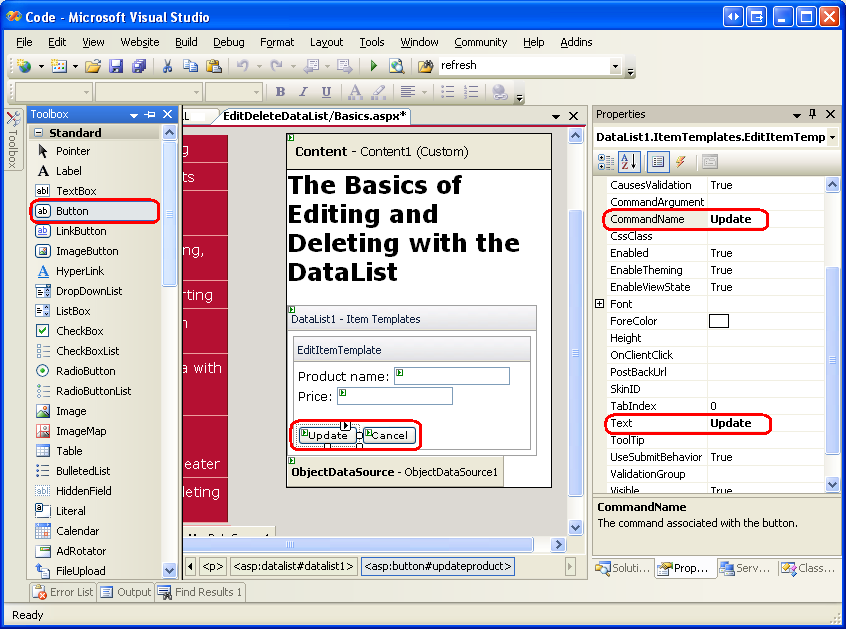 Code - Microsoft Visual Studio
File Edit View Website Build Debug Format Layout Tools Window Community Help Addins
refresh
B I U A
Toolbox
Toolbox
Standard
Pointer
A Label
abl TextBox
ab Button
ab LinkButton
ImageButton
A HyperLink
DropDownList
ListBox
CheckBox
CheckBoxList
RadioButton
RadioButtonList
Image
ImageMap
Table
BulletedList
abl HiddenField
Literal
Calendar
AdRotator
FileUpload
L EditDeleteDataList/Basics.aspx*
g
ts
ng,
rting
n
a with
eater
leting
Content - Content1 (Custom)
The Basics of
Editing and
Deleting with the
DataList
DataList1 - Item Templates
EditItemTemplate
Product name:
Price:
Update Cancel
ObjectDataSource - ObjectDataSource1
<p> <asp:datalist#datalist1> <asp:button#updateproduct>
Properties
DataList1.ItemTemplates.EditItemTemp
CausesValidation True
CommandArgument
CommandName Update
CssClass
Enabled True
EnableTheming True
EnableViewState True
Font
ForeColor
Height
OnClientClick
PostBackUrl
SkinID
TabIndex 0
Text Update
ToolTip
UseSubmitBehavior True
ValidationGroup
Visible True
CommandName
The command associated with the button.
Soluti... Prop... Serv... Class...
Error List Output Find Results 1
Ready